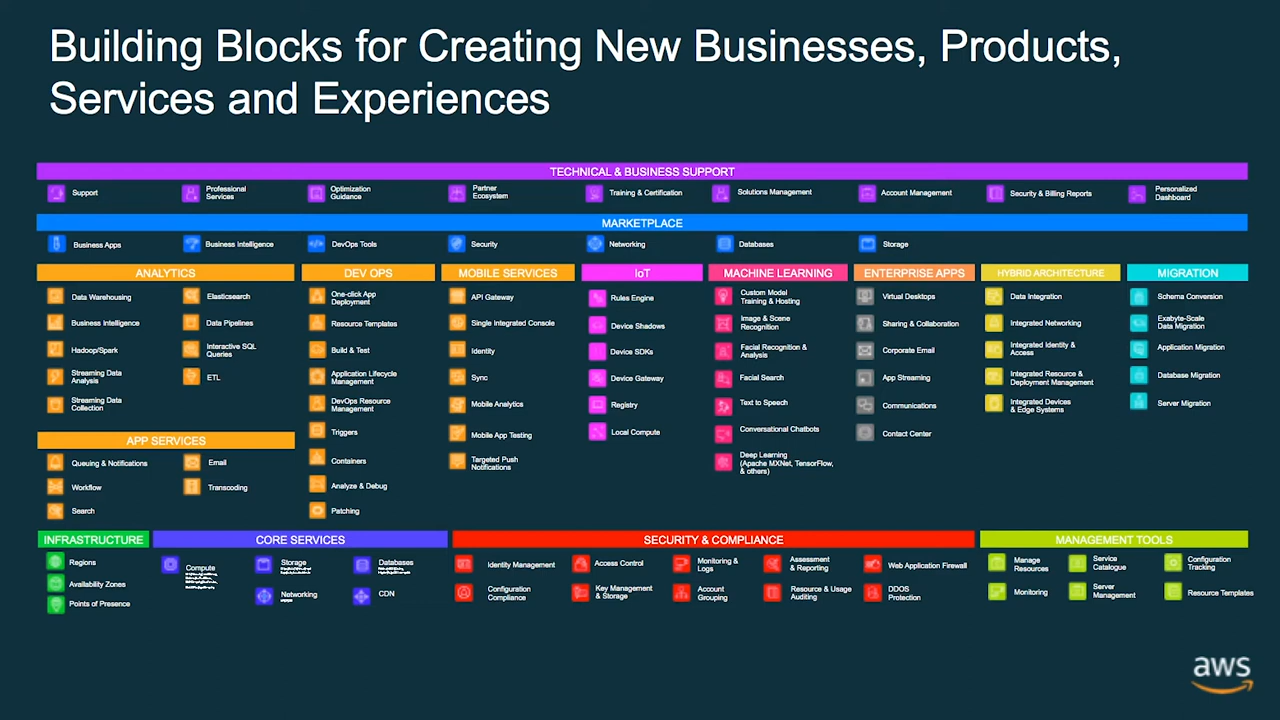 Building Blocks for Creating New Businesses, Products,
Services and Experiences
TECHNICAL & BUSINESS SUPPORT
Support
Professional
Services
Optimization
Guidance
Partner
Ecosystem
Training & Certification
Solutions Management
Account Management
Security & Billing Reports
Personalized
Dashboard
MARKETPLACE
Business Apps
Business Intelligence
DevOps Tools
Security
Networking
Databases
Storage
ANALYTICS
Data Warehousing
Business Intelligence
Hadoop/Spark
Streaming Data
Analysis
Streaming Data
Collection
Elasticsearch
Data Pipelines
Interactive SQL
Queries
ETL
APP SERVICES
Queuing & Notifications
Workflow
Search
Email
Transcoding
DEV OPS
One-click App
Deployment
Resource Templates
Build & Test
Application Lifecycle
Management
DevOps Resource
Management
Triggers
Containers
Analyze & Debug
Patching
MOBILE SERVICES
API Gateway
Single Integrated Console
Identity
Sync
Mobile Analytics
Mobile App Testing
Targeted Push
Notifications
IoT
Rules Engine
Device Shadows
Device SDKs
Device Gateway
Registry
Local Compute
MACHINE LEARNING
Custom Model
Training & Hosting
Image & Scene
Recognition
Facial Recognition &
Analysis
Facial Search
Text to Speech
Conversational Chatbots
Deep Learning
(Apache MXNet, TensorFlow,
& others)
ENTERPRISE APPS
Virtual Desktops
Sharing & Collaboration
Corporate Email
App Streaming
Communications
Contact Center
HYBRID ARCHITECTURE
Data Integration
Integrated Networking
Integrated Identity &
Access
Integrated Resource &
Deployment Management
Integrated Devices
& Edge Systems
MIGRATION
Schema Conversion
Exabyte-Scale
Data Migration
Application Migration
Database Migration
Server Migration
INFRASTRUCTURE
Regions
Availability Zones
Points of Presence
CORE SERVICES
Compute
Storage
Databases
Networking
CDN
SECURITY & COMPLIANCE
Identity Management
Access Control
Monitoring &
Logs
Assessment
& Reporting
Web Application Firewall
Configuration
Compliance
Key Management
& Storage
Account
Grouping
Resource & Usage
Auditing
DDOS
Protection
MANAGEMENT TOOLS
Manage
Resources
Service
Catalogue
Configuration
Tracking
Monitoring
Server
Management
Resource Templates
aws